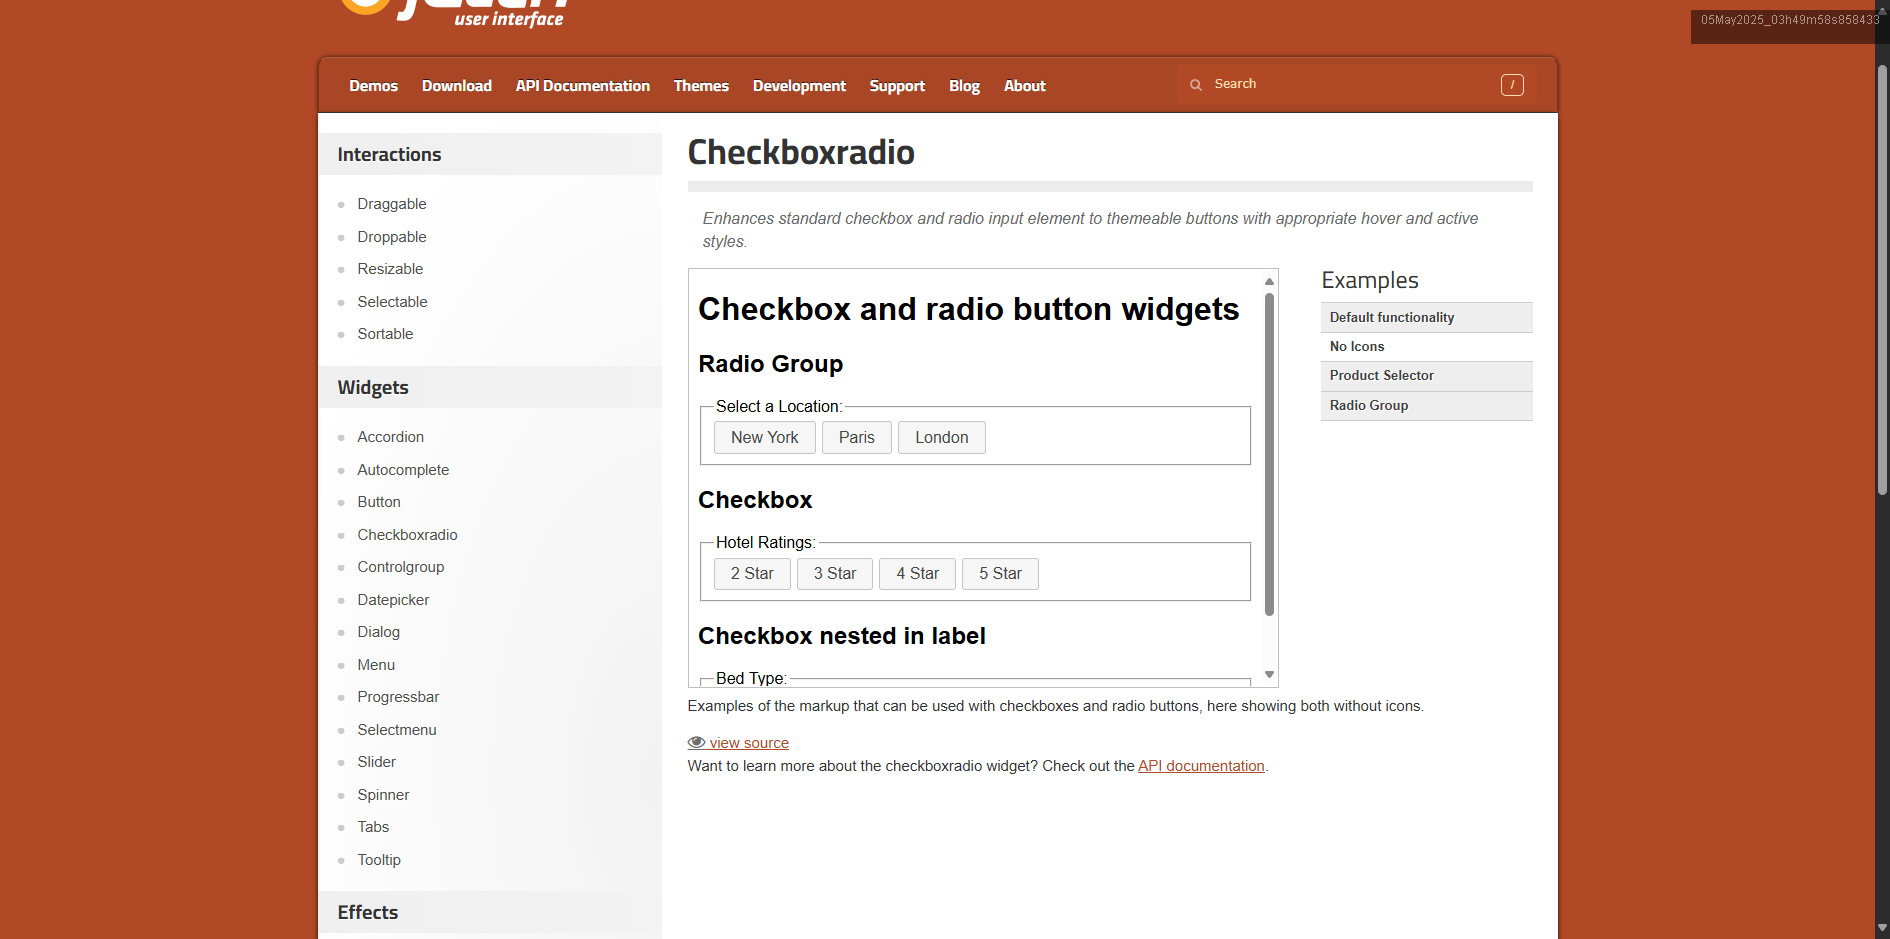 user interface
05May2025_03h49m58s858433
Demos Download API Documentation Themes Development Support Blog About Search /
Interactions
Draggable
Droppable
Resizable
Selectable
Sortable
Widgets
Accordion
Autocomplete
Button
Checkboxradio
Controlgroup
Datepicker
Dialog
Menu
Progressbar
Selectmenu
Slider
Spinner
Tabs
Tooltip
Effects
Checkboxradio
Enhances standard checkbox and radio input element to themeable buttons with appropriate hover and active
styles.
Checkbox and radio button widgets
Radio Group
Select a Location:
New York Paris London
Checkbox
Hotel Ratings:
2 Star 3 Star 4 Star 5 Star
Checkbox nested in label
Bed Type:
Examples
Default functionality
No Icons
Product Selector
Radio Group
Examples of the markup that can be used with checkboxes and radio buttons, here showing both without icons.
view source
Want to learn more about the checkboxradio widget? Check out the API documentation.